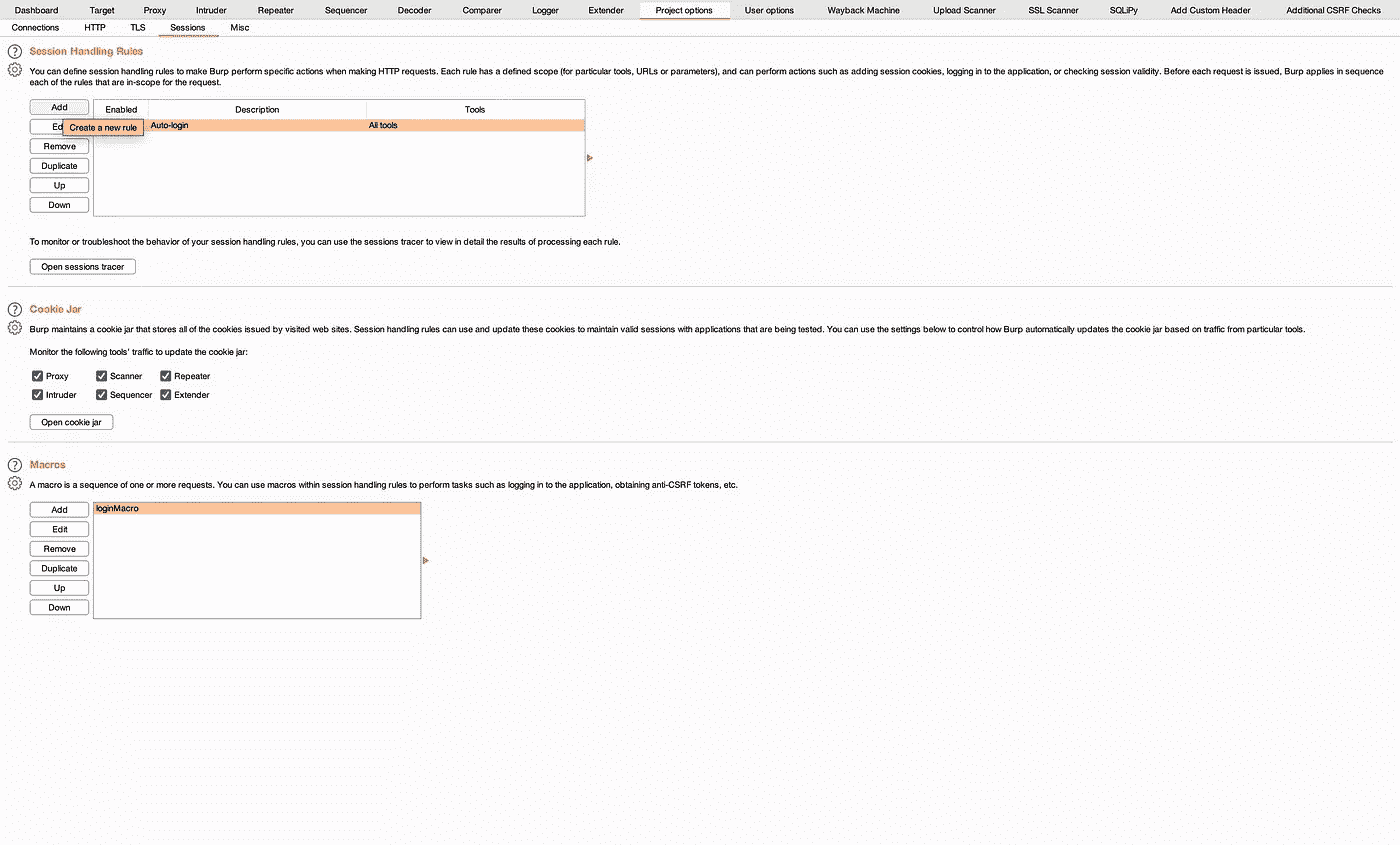 Dashboard Target Proxy Intruder Repeater Sequencer Decoder Comparer Logger Extender Project options User options Wayback Machine Upload Scanner SSL Scanner SQLiPy Add Custom Header Additional CSRF Checks
Connections HTTP TLS Sessions Misc
? Session Handling Rules
You can define session handling rules to make Burp perform specific actions when making HTTP requests. Each rule has a defined scope (for particular tools, URLs or parameters), and can perform actions such as adding session cookies, logging in to the application, or checking session validity. Before each request is issued, Burp applies in sequence
each of the rules that are in-scope for the request.
Add Enabled Description Tools
Ed Create a new rule Auto-login All tools
Remove
Duplicate
Up
Down
To monitor or troubleshoot the behavior of your session handling rules, you can use the sessions tracer to view in detail the results of processing each rule.
Open sessions tracer
? Cookie Jar
Burp maintains a cookie jar that stores all of the cookies issued by visited web sites. Session handling rules can use and update these cookies to maintain valid sessions with applications that are being tested. You can use the settings below to control how Burp automatically updates the cookie jar based on traffic from particular tools.
Monitor the following tools' traffic to update the cookie jar:
Proxy Scanner Repeater
Intruder Sequencer Extender
Open cookie jar
? Macros
A macro is a sequence of one or more requests. You can use macros within session handling rules to perform tasks such as logging in to the application, obtaining anti-CSRF tokens, etc.
Add loginMacro
Edit
Remove
Duplicate
Up
Down